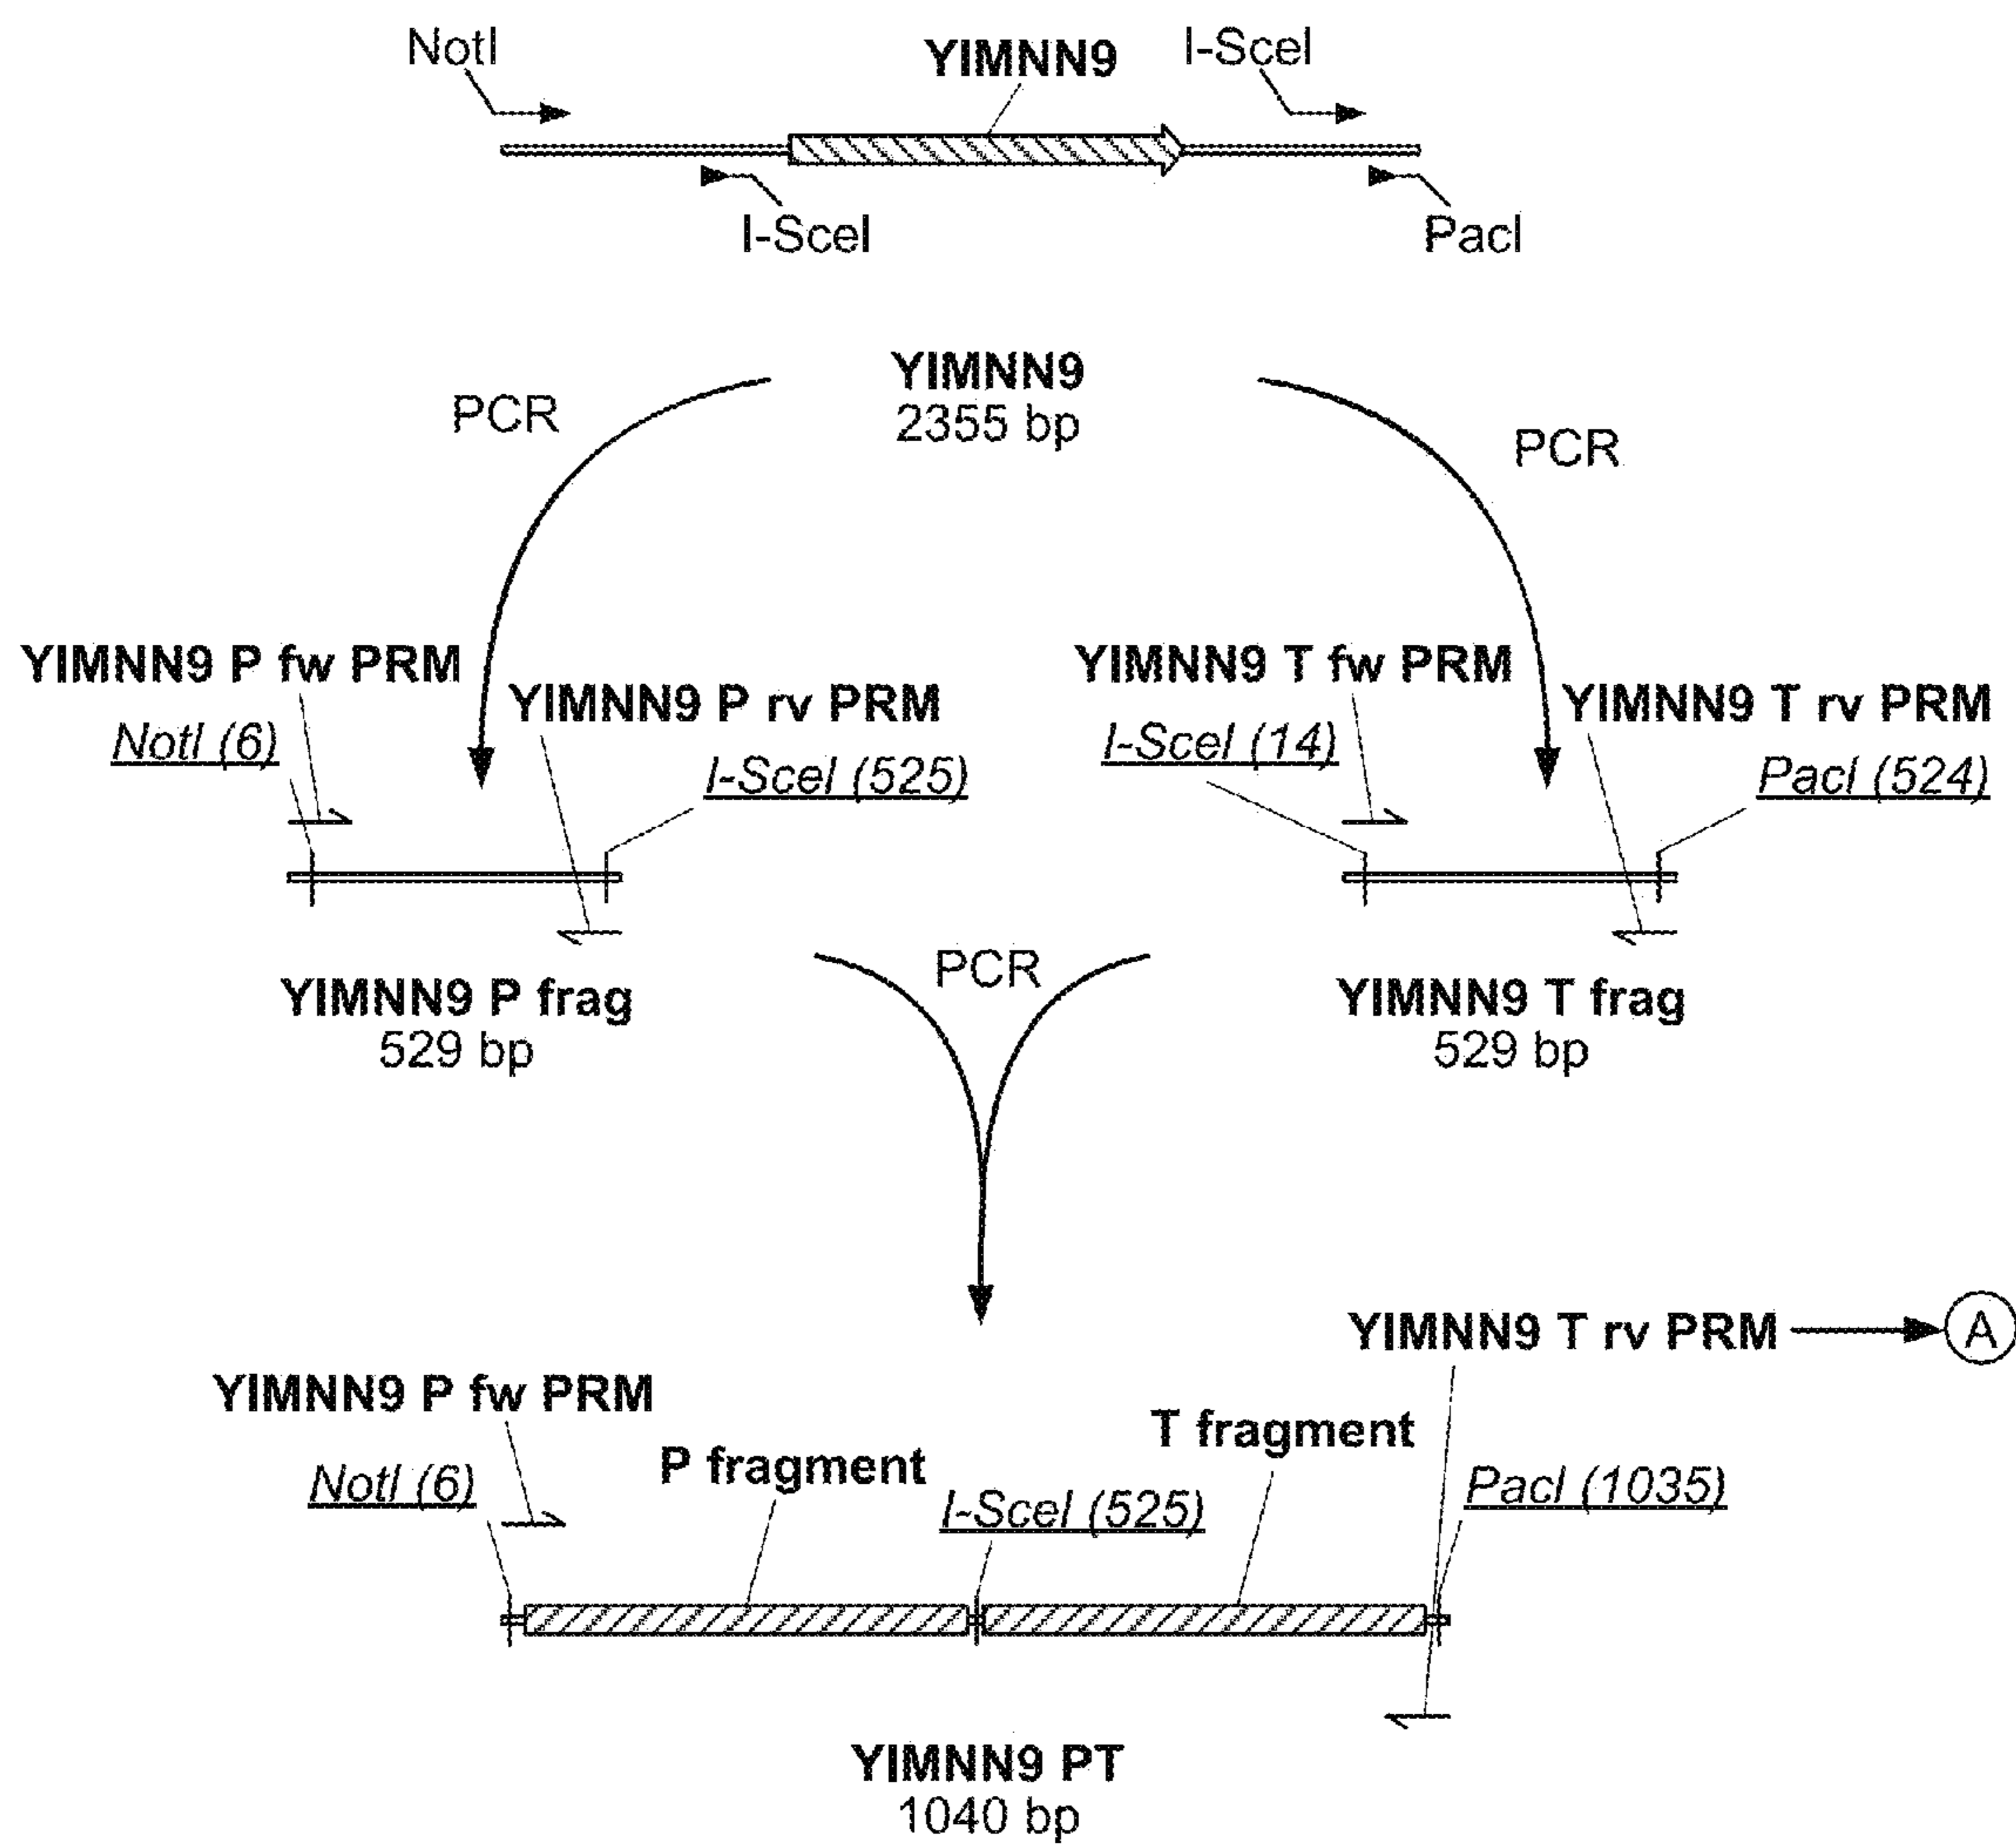 NotI
YlMNN9
I-SceI
I-SceI
PacI
YlMNN9
2355 bp
PCR
PCR
YlMNN9 P fw PRM
NotI (6)
YlMNN9 P rv PRM
I-SceI (525)
YlMNN9 T fw PRM
I-SceI (14)
YlMNN9 T rv PRM
PacI (524)
PCR
YlMNN9 P frag
529 bp
YlMNN9 T frag
529 bp
YlMNN9 T rv PRM
A
YlMNN9 P fw PRM
NotI (6)
P fragment
I-SceI (525)
T fragment
PacI (1035)
YlMNN9 PT
1040 bp